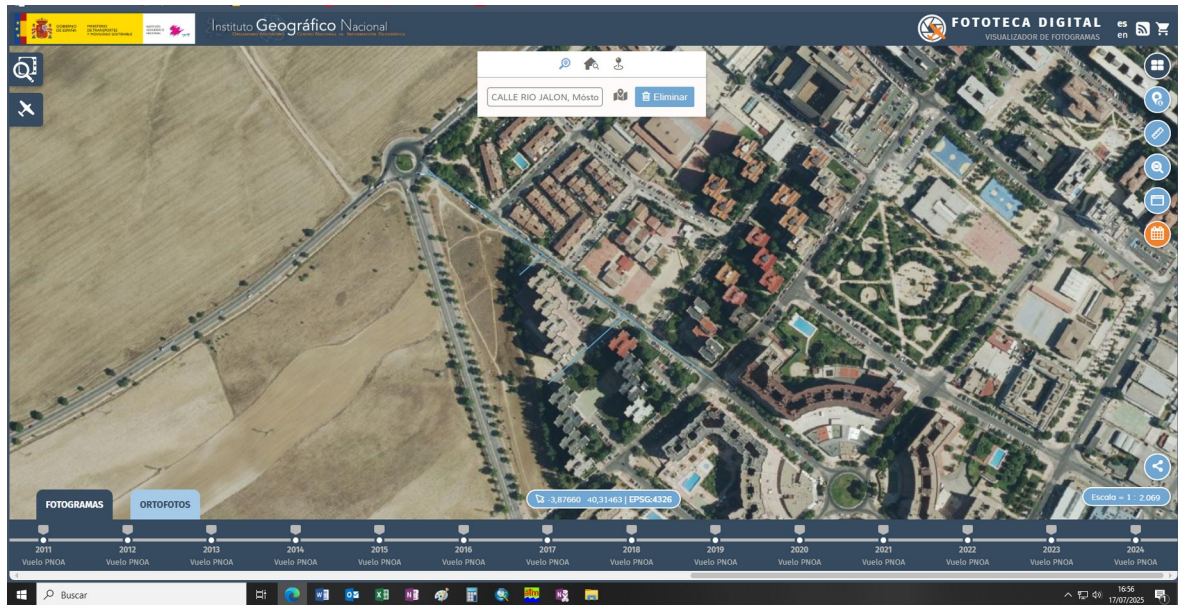 GOBIERNO DE ESPAÑA
MINISTERIO DE TRANSPORTES Y MOVILIDAD SOSTENIBLE
INSTITUTO GEOGRÁFICO NACIONAL
Instituto Geográfico Nacional
FOTOTECA DIGITAL
VISUALIZADOR DE FOTOGRAMAS
es
en
CALLE RIO JALON, Mósto
Eliminar
-3,87660 40,31463 | EPSG:4326
Escala = 1 : 2.069
FOTOGRAMAS
ORTOFOTOS
2011 2012 2013 2014 2015 2016 2017 2018 2019 2020 2021 2022 2023 2024
Vuelo PNOA Vuelo PNOA Vuelo PNOA Vuelo PNOA Vuelo PNOA Vuelo PNOA Vuelo PNOA Vuelo PNOA Vuelo PNOA Vuelo PNOA Vuelo PNOA Vuelo PNOA Vuelo PNOA Vuelo PNOA
Buscar
16:56
17/07/2025